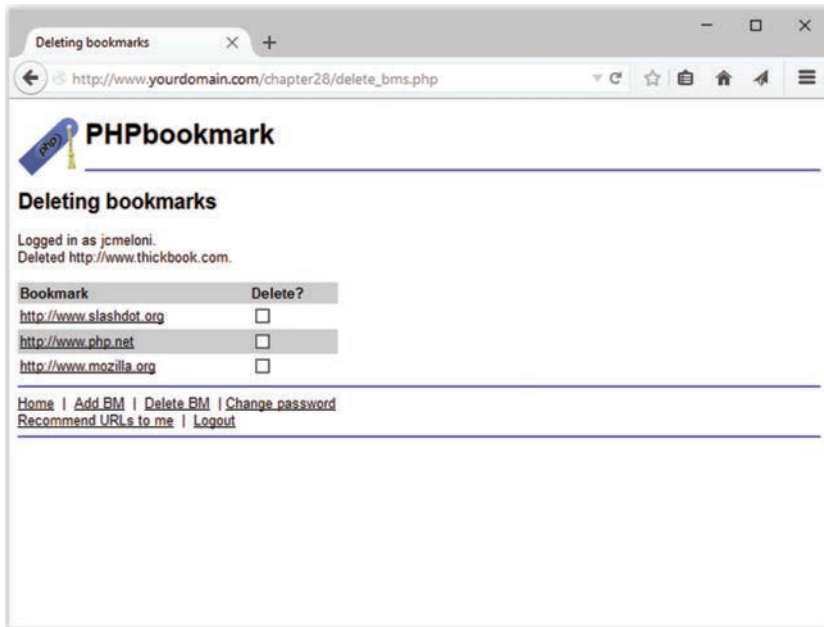 Deleting bookmarks
http://www.yourdomain.com/chapter28/delete_bms.php
php
PHPbookmark
Deleting bookmarks
Logged in as jcmeloni.
Deleted http://www.thickbook.com.
Bookmark Delete?
http://www.slashdot.org
http://www.php.net
http://www.mozilla.org
Home | Add BM | Delete BM | Change password
Recommend URLs to me | Logout